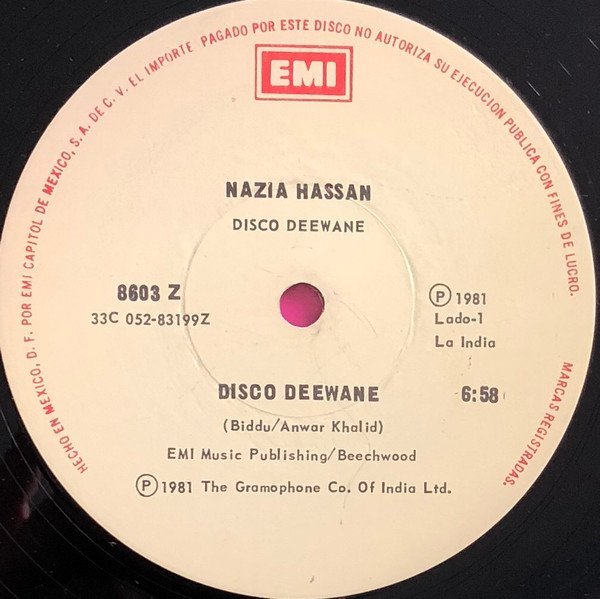 HECHO EN MEXICO, D. F. POR EMI CAPITOL DE MEXICO, S. A. DE C. V. EL IMPORTE PAGADO POR ESTE DISCO NO AUTORIZA SU EJECUCION PUBLICA CON FINES DE LUCRO.
MARCAS REGISTRADAS.
EMI
NAZIA HASSAN
DISCO DEEWANE
8603 Z
33C 052-83199Z
Ⓟ 1981
Lado-1
La India
DISCO DEEWANE 6:58
(Biddu/Anwar Khalid)
EMI Music Publishing/Beechwood
Ⓟ 1981 The Gramophone Co. Of India Ltd.